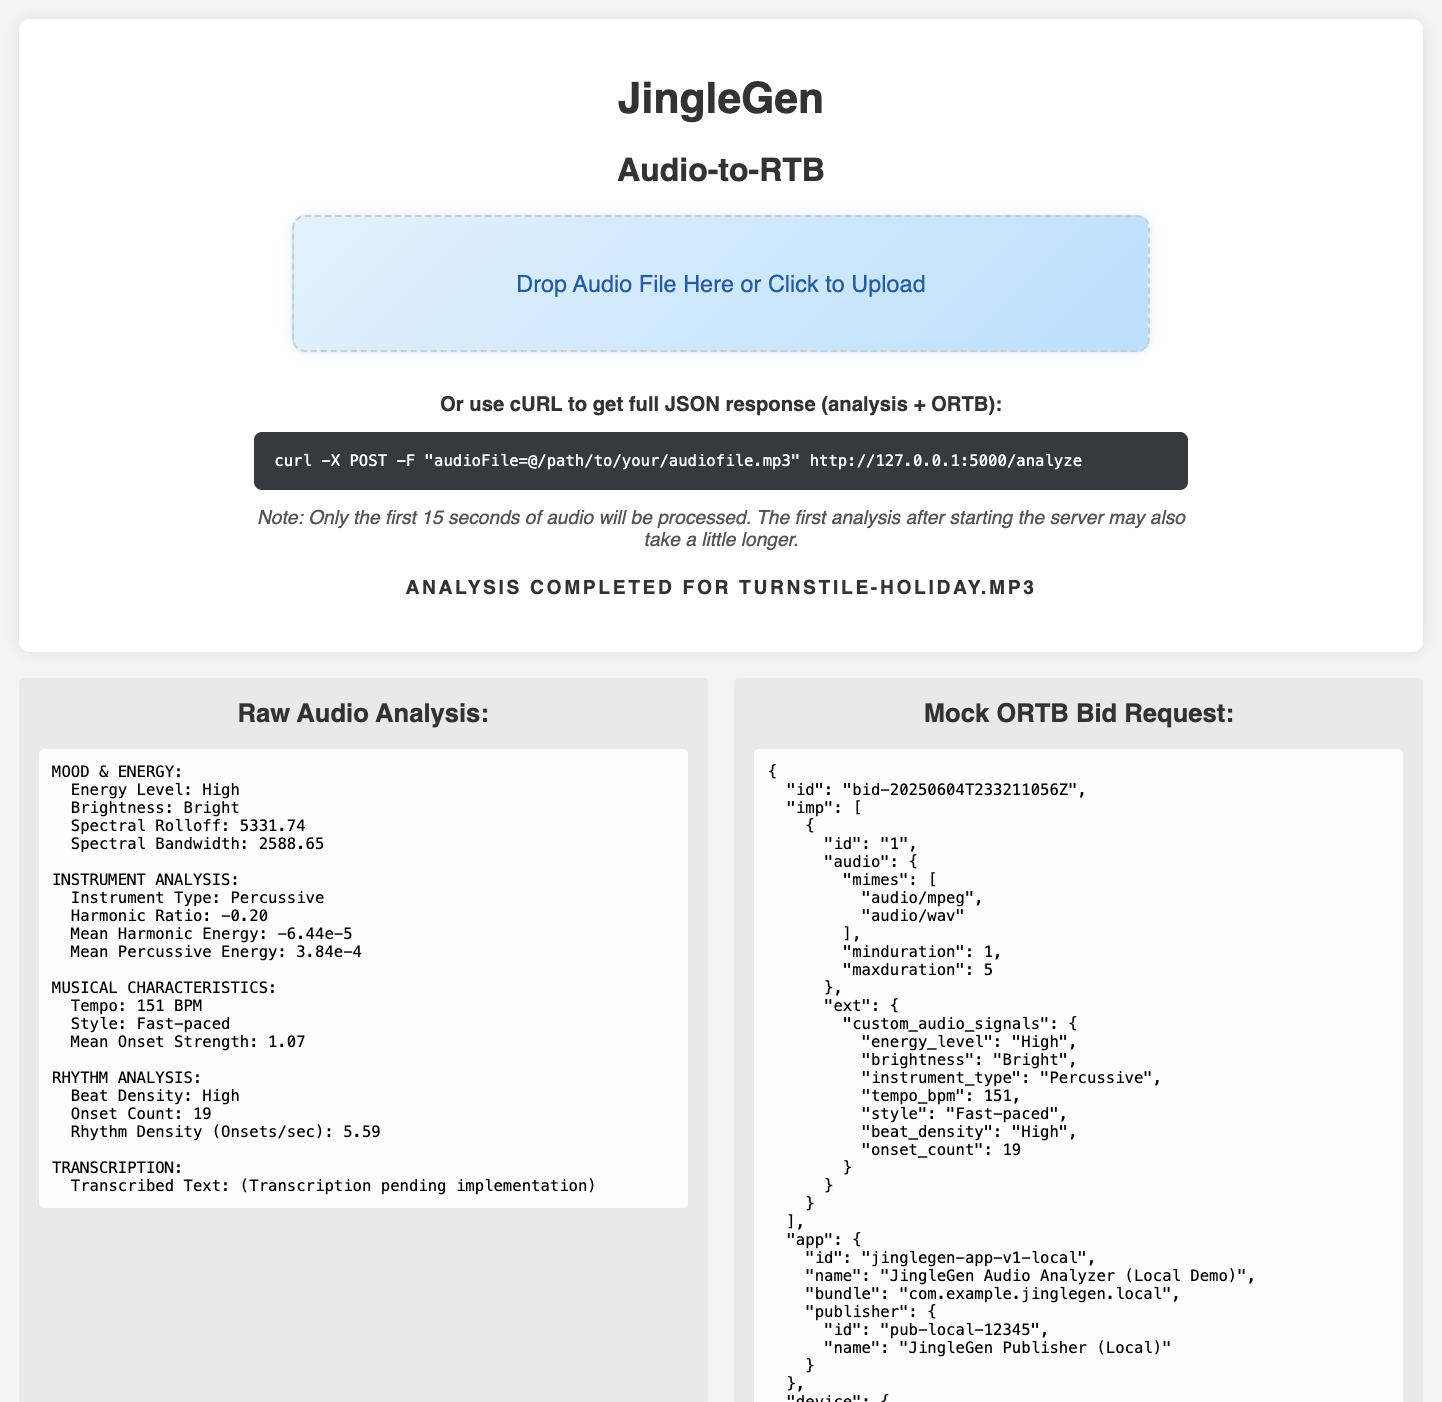 JingleGen
Audio-to-RTB
Drop Audio File Here or Click to Upload
Or use cURL to get full JSON response (analysis + ORTB):
curl -X POST -F "audioFile=@/path/to/your/audiofile.mp3" http://127.0.0.1:5000/analyze
Note: Only the first 15 seconds of audio will be processed. The first analysis after starting the server may also
take a little longer.
ANALYSIS COMPLETED FOR TURNSTILE-HOLIDAY.MP3
Raw Audio Analysis:
MOOD & ENERGY:
  Energy Level: High
  Brightness: Bright
  Spectral Rolloff: 5331.74
  Spectral Bandwidth: 2588.65
INSTRUMENT ANALYSIS:
  Instrument Type: Percussive
  Harmonic Ratio: -0.20
  Mean Harmonic Energy: -6.44e-5
  Mean Percussive Energy: 3.84e-4
MUSICAL CHARACTERISTICS:
  Tempo: 151 BPM
  Style: Fast-paced
  Mean Onset Strength: 1.07
RHYTHM ANALYSIS:
  Beat Density: High
  Onset Count: 19
  Rhythm Density (Onsets/sec): 5.59
TRANSCRIPTION:
  Transcribed Text: (Transcription pending implementation)
Mock ORTB Bid Request:
{
  "id": "bid-20250604T233211056Z",
  "imp": [
    {
      "id": "1",
      "audio": {
        "mimes": [
          "audio/mpeg",
          "audio/wav"
        ],
        "minduration": 1,
        "maxduration": 5
      },
      "ext": {
        "custom_audio_signals": {
          "energy_level": "High",
          "brightness": "Bright",
          "instrument_type": "Percussive",
          "tempo_bpm": 151,
          "style": "Fast-paced",
          "beat_density": "High",
          "onset_count": 19
        }
      }
    }
  ],
  "app": {
    "id": "jinglegen-app-v1-local",
    "name": "JingleGen Audio Analyzer (Local Demo)",
    "bundle": "com.example.jinglegen.local",
    "publisher": {
      "id": "pub-local-12345",
      "name": "JingleGen Publisher (Local)"
    }
  },
  "device": {